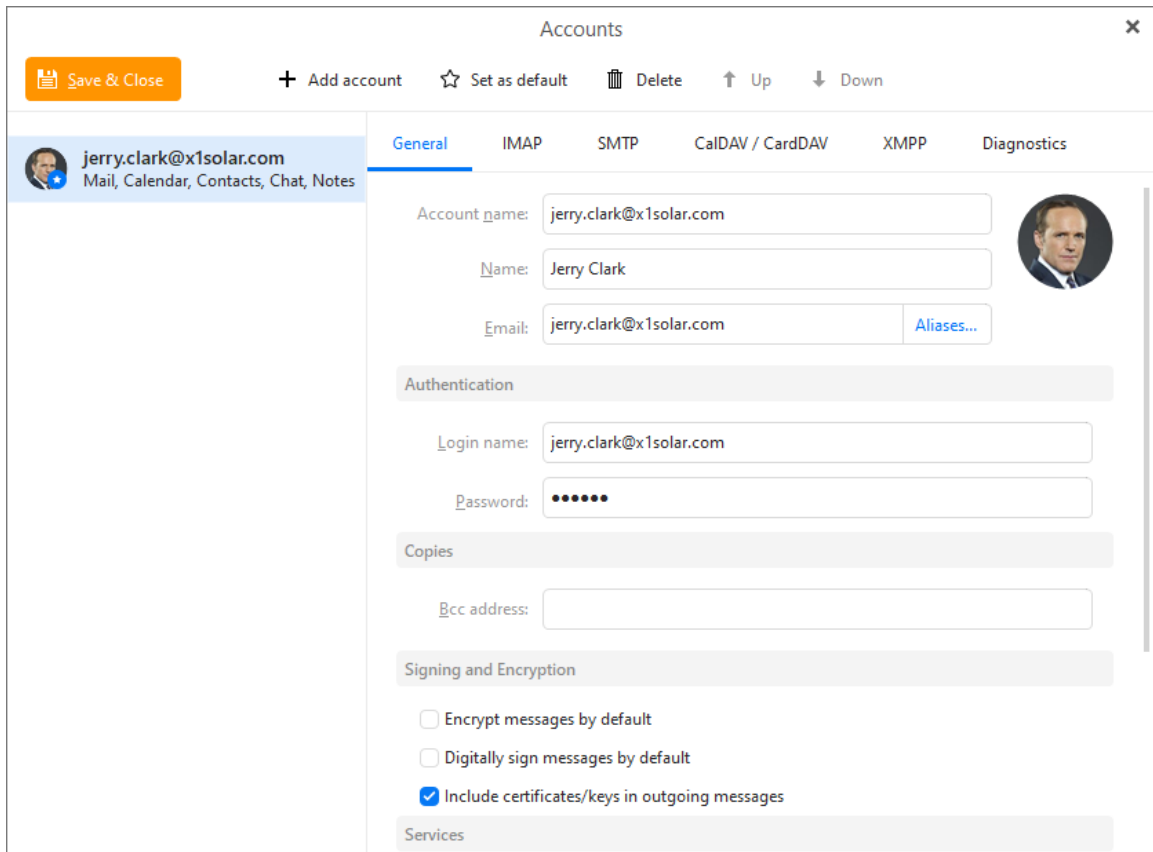 Accounts
Save & Close
Add account
Set as default
Delete
Up
Down
jerry.clark@x1solar.com
Mail, Calendar, Contacts, Chat, Notes
General IMAP SMTP CalDAV / CardDAV XMPP Diagnostics
Account name: jerry.clark@x1solar.com
Name: Jerry Clark
Email: jerry.clark@x1solar.com Aliases...
Authentication
Login name: jerry.clark@x1solar.com
Password: ••••••
Copies
Bcc address:
Signing and Encryption
Encrypt messages by default
Digitally sign messages by default
Include certificates/keys in outgoing messages
Services